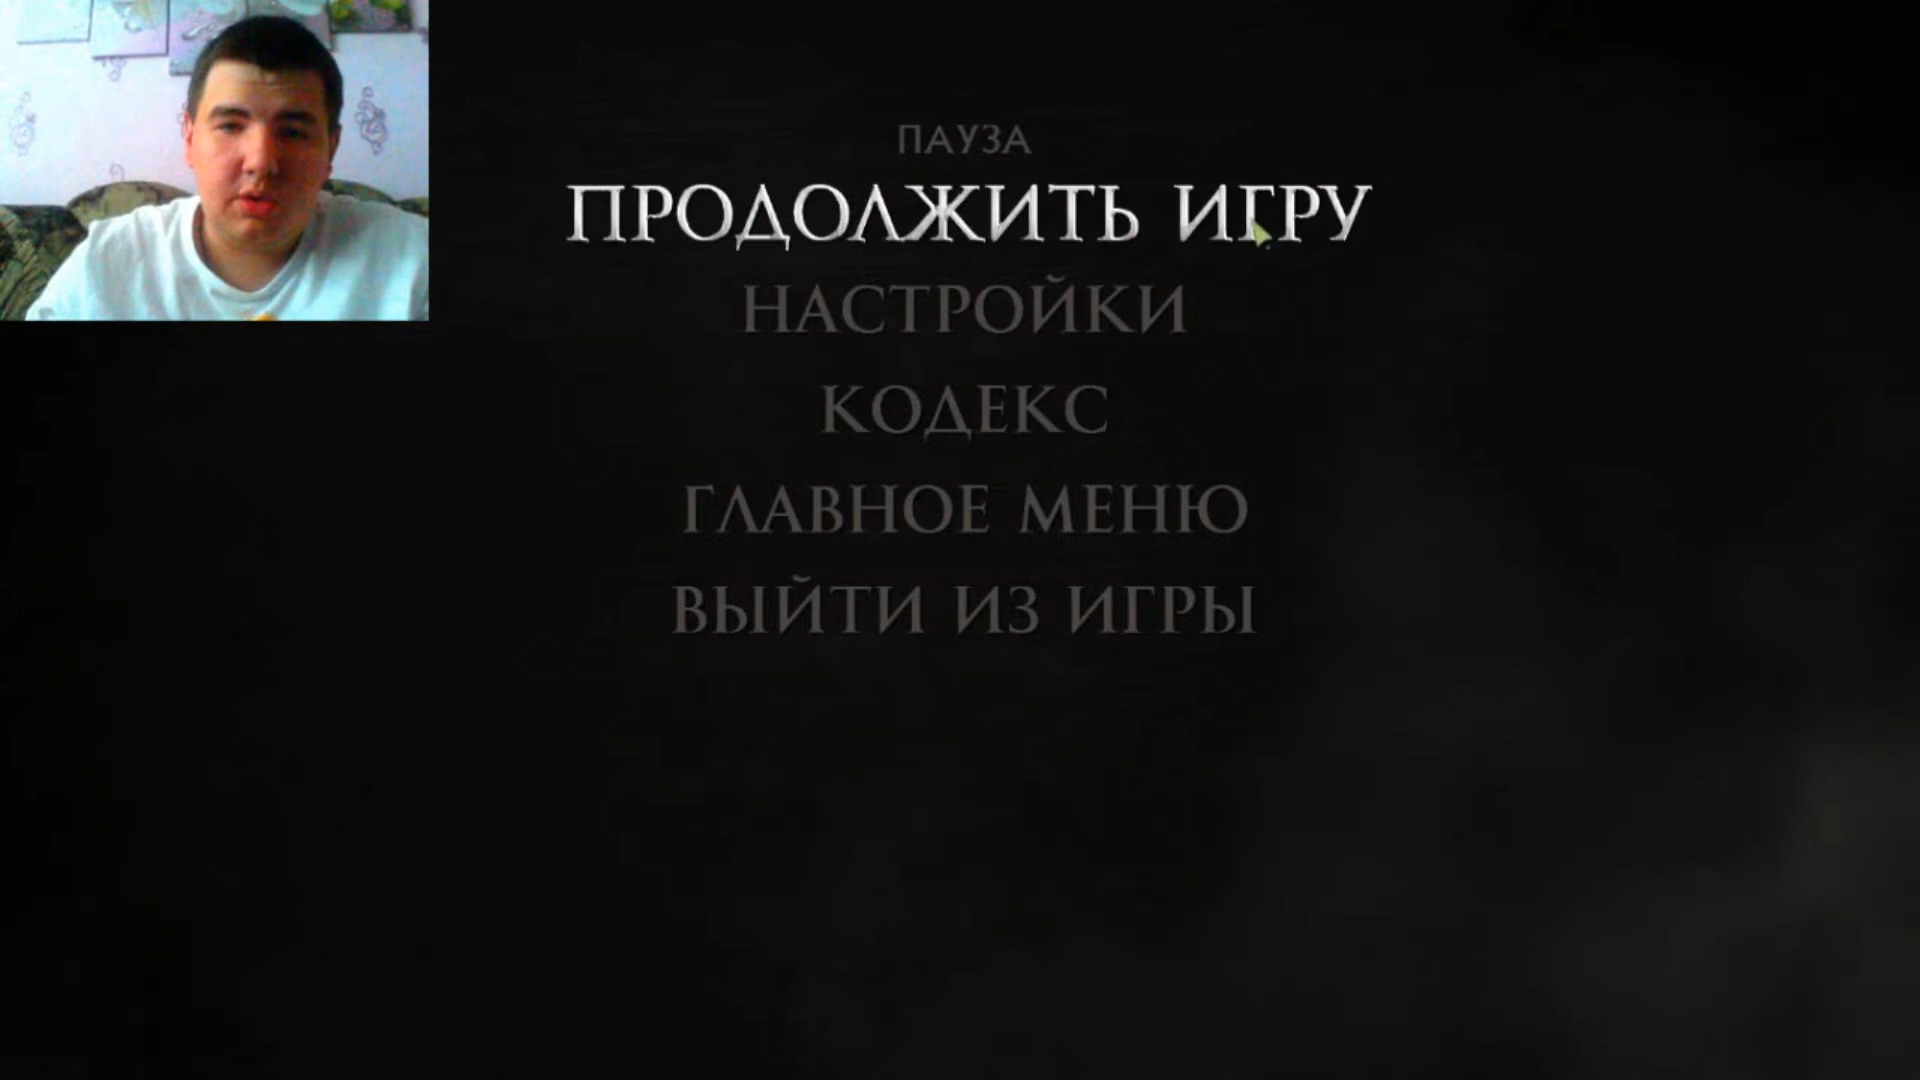 ПАУЗА
ПРОДОЛЖИТЬ ИГРУ
НАСТРОЙКИ
КОДЕКС
ГЛАВНОЕ МЕНЮ
ВЫЙТИ ИЗ ИГРЫ